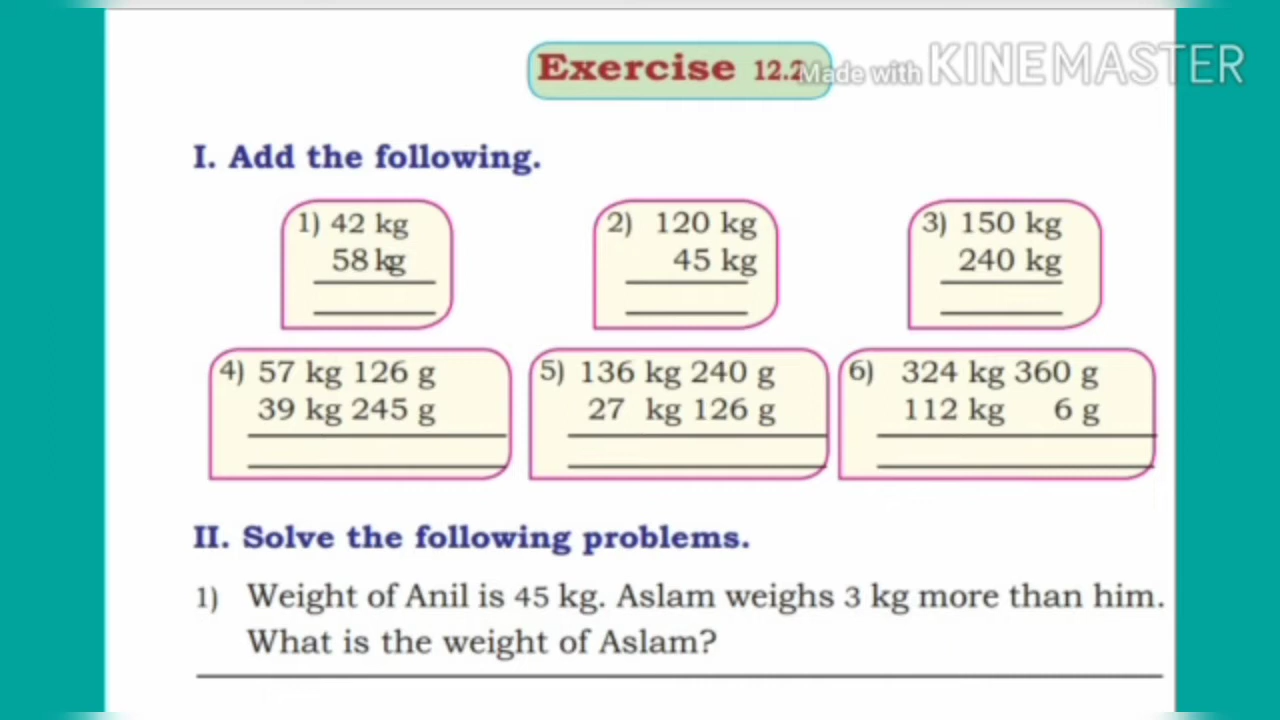 Exercise 12.2
Made with KINEMASTER
I. Add the following.
1) 42 kg
58 kg
2) 120 kg
45 kg
3) 150 kg
240 kg
4) 57 kg 126 g
39 kg 245 g
5) 136 kg 240 g
27 kg 126 g
6) 324 kg 360 g
112 kg 6 g
II. Solve the following problems.
1) Weight of Anil is 45 kg. Aslam weighs 3 kg more than him.
What is the weight of Aslam?